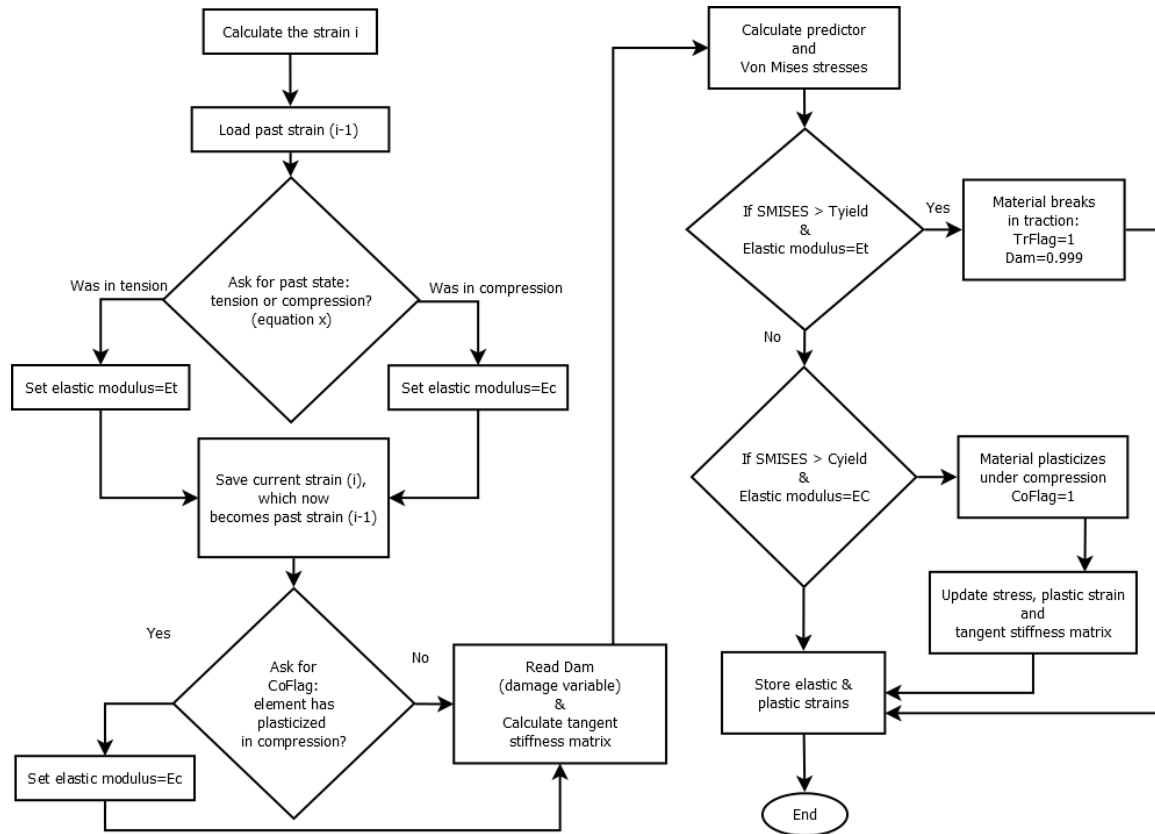 Calculate the strain i
Load past strain (i-1)
Ask for past state:
tension or compression?
(equation x)
Was in tension
Was in compression
Set elastic modulus=Et
Set elastic modulus=Ec
Save current strain (i),
which now
becomes past strain (i-1)
Ask for
CoFlag:
element has
plasticized
in compression?
Yes
No
Set elastic modulus=Ec
Read Dam
(damage variable)
&
Calculate tangent
stiffness matrix
Calculate predictor
and
Von Mises stresses
If SMISES > Tyield
&
Elastic modulus=Et
Yes
Material breaks
in traction:
TrFlag=1
Dam=0.999
No
If SMISES > Cyield
&
Elastic modulus=EC
Material plasticizes
under compression
CoFlag=1
Update stress, plastic strain
and
tangent stiffness matrix
Store elastic &
plastic strains
End